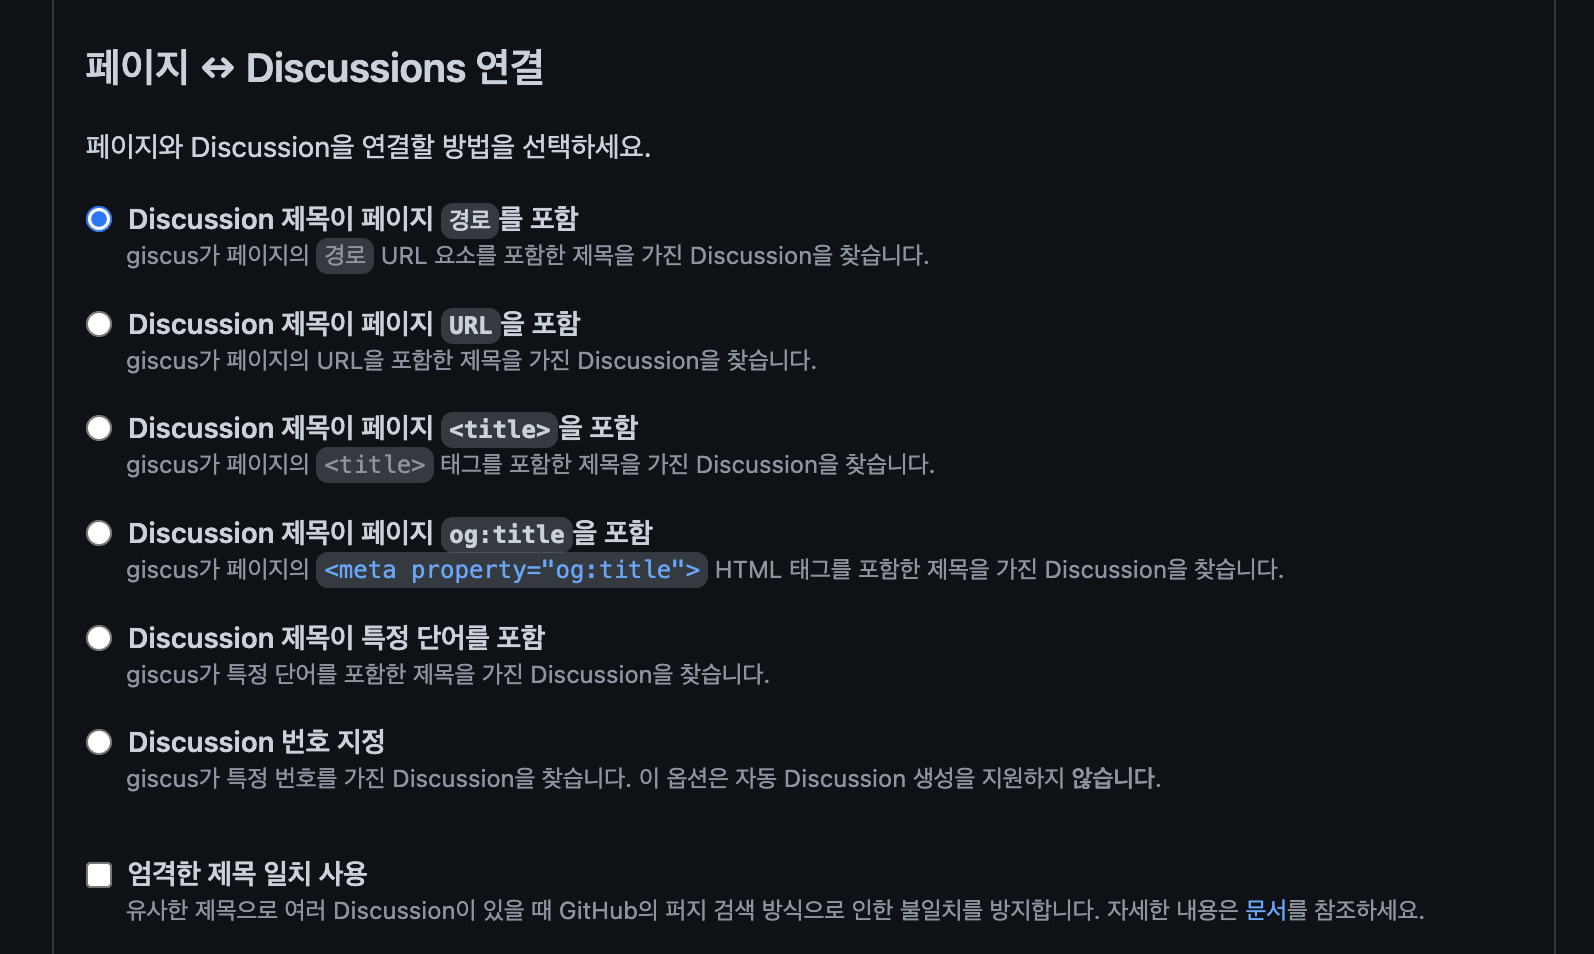 페이지 ↔ Discussions 연결
페이지와 Discussion을 연결할 방법을 선택하세요.
Discussion 제목이 페이지 경로를 포함
giscus가 페이지의 경로 URL 요소를 포함한 제목을 가진 Discussion을 찾습니다.
Discussion 제목이 페이지 URL을 포함
giscus가 페이지의 URL을 포함한 제목을 가진 Discussion을 찾습니다.
Discussion 제목이 페이지 <title>을 포함
giscus가 페이지의 <title> 태그를 포함한 제목을 가진 Discussion을 찾습니다.
Discussion 제목이 페이지 og:title을 포함
giscus가 페이지의 <meta property="og:title"> HTML 태그를 포함한 제목을 가진 Discussion을 찾습니다.
Discussion 제목이 특정 단어를 포함
giscus가 특정 단어를 포함한 제목을 가진 Discussion을 찾습니다.
Discussion 번호 지정
giscus가 특정 번호를 가진 Discussion을 찾습니다. 이 옵션은 자동 Discussion 생성을 지원하지 않습니다.
엄격한 제목 일치 사용
유사한 제목으로 여러 Discussion이 있을 때 GitHub의 퍼지 검색 방식으로 인한 불일치를 방지합니다. 자세한 내용은 문서를 참조하세요.